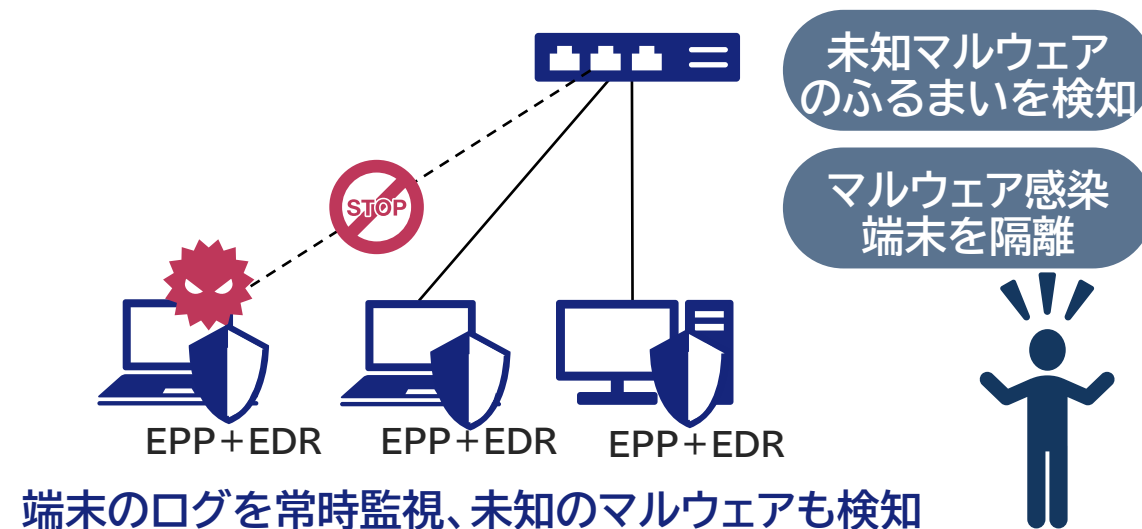 未知マルウェア
のふるまいを検知
マルウェア感染
端末を隔離
STOP
EPP+EDR
EPP+EDR
EPP+EDR
端末のログを常時監視、未知のマルウェアも検知